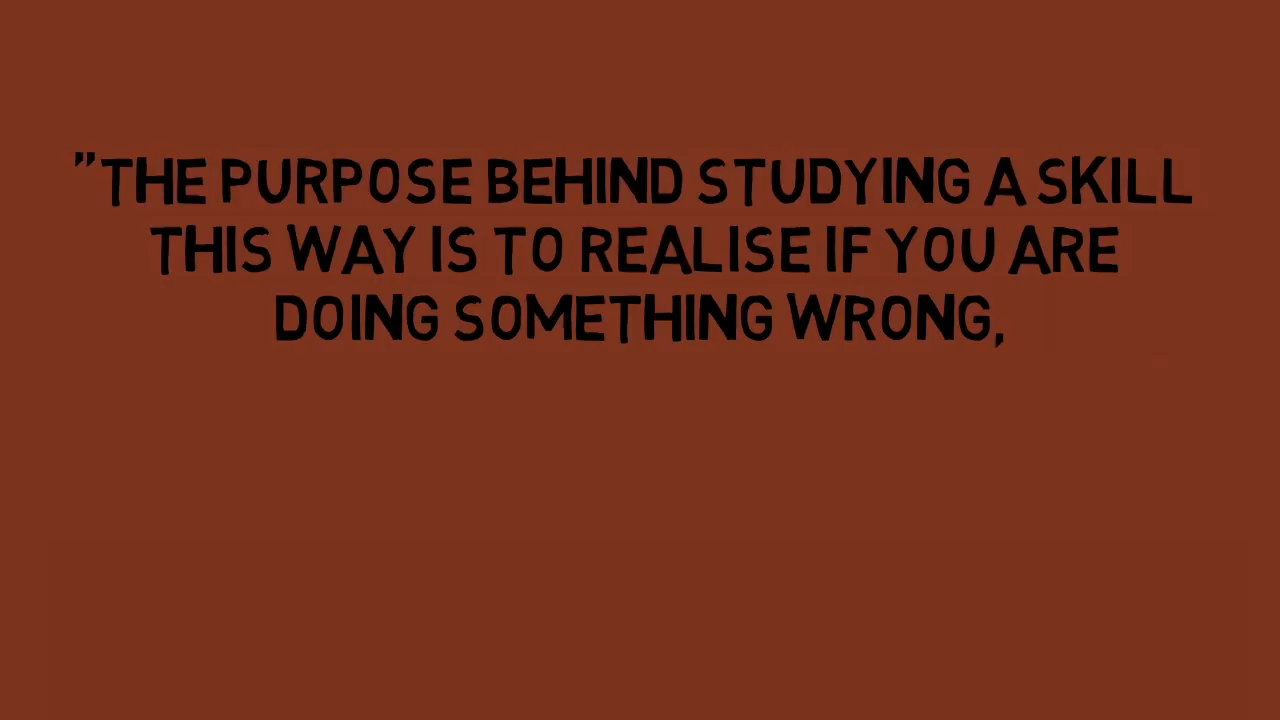 "THE PURPOSE BEHIND STUDYING A SKILL
THIS WAY IS TO REALISE IF YOU ARE
DOING SOMETHING WRONG,